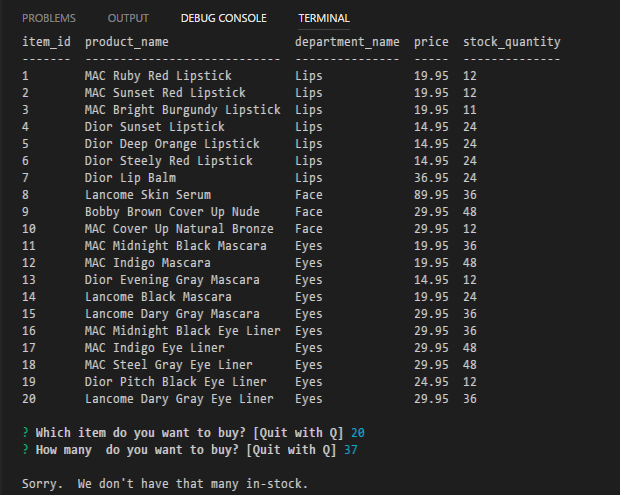 PROBLEMS OUTPUT DEBUG CONSOLE TERMINAL
item_id  product_name                  department_name  price  stock_quantity
-------  ----------------------------  ---------------  -----  --------------
1        MAC Ruby Red Lipstick         Lips             19.95  12
2        MAC Sunset Red Lipstick       Lips             19.95  12
3        MAC Bright Burgundy Lipstick  Lips             19.95  11
4        Dior Sunset Lipstick          Lips             14.95  24
5        Dior Deep Orange Lipstick     Lips             14.95  24
6        Dior Steely Red Lipstick      Lips             14.95  24
7        Dior Lip Balm                 Lips             36.95  24
8        Lancome Skin Serum            Face             89.95  36
9        Bobby Brown Cover Up Nude     Face             29.95  48
10       MAC Cover Up Natural Bronze   Face             29.95  12
11       MAC Midnight Black Mascara    Eyes             19.95  36
12       MAC Indigo Mascara            Eyes             19.95  48
13       Dior Evening Gray Mascara     Eyes             14.95  12
14       Lancome Black Mascara         Eyes             19.95  24
15       Lancome Dary Gray Mascara     Eyes             29.95  36
16       MAC Midnight Black Eye Liner  Eyes             29.95  36
17       MAC Indigo Eye Liner          Eyes             29.95  48
18       MAC Steel Gray Eye Liner      Eyes             29.95  48
19       Dior Pitch Black Eye Liner    Eyes             24.95  12
20       Lancome Dary Gray Eye Liner   Eyes             29.95  36
? Which item do you want to buy? [Quit with Q] 20
? How many  do you want to buy? [Quit with Q] 37
Sorry.  We don't have that many in-stock.